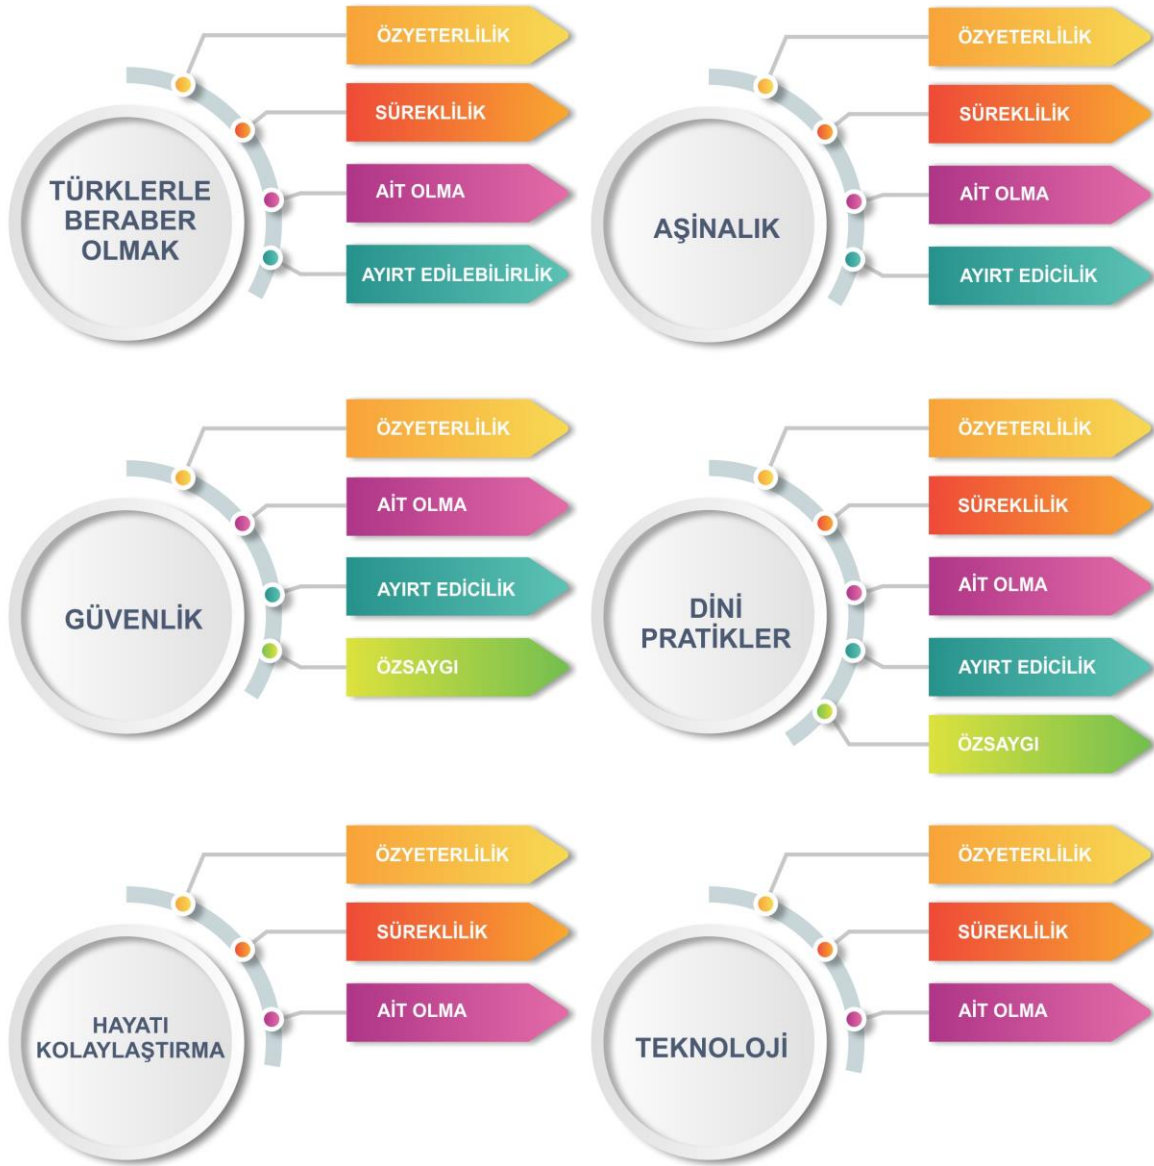 TÜRKLERLE
BERABER
OLMAK
ÖZYETERLİLİK
SÜREKLİLİK
AİT OLMA
AYIRT EDİLEBİLİRLİK
AŞİNALIK
ÖZYETERLİLİK
SÜREKLİLİK
AİT OLMA
AYIRT EDİCİLİK
GÜVENLİK
ÖZYETERLİLİK
AİT OLMA
AYIRT EDİCİLİK
ÖZSAYGI
DİNİ
PRATİKLER
ÖZYETERLİLİK
SÜREKLİLİK
AİT OLMA
AYIRT EDİCİLİK
ÖZSAYGI
HAYATI
KOLAYLAŞTIRMA
ÖZYETERLİLİK
SÜREKLİLİK
AİT OLMA
TEKNOLOJİ
ÖZYETERLİLİK
SÜREKLİLİK
AİT OLMA